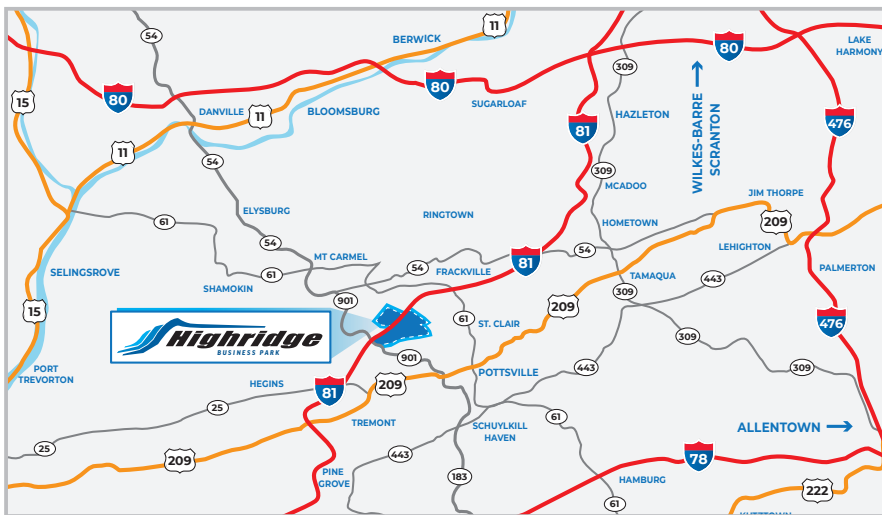 11
54
BERWICK
80
LAKE
HARMONY
309
15
80
80
DANVILLE
11
BLOOMSBURG
SUGARLOAF
HAZLETON
WILKES-BARRE
SCRANTON
81
476
11
54
309
MCADOO
JIM THORPE
ELYSBURG
RINGTOWN
HOMETOWN
209
61
54
MT CARMEL
54
LEHIGHTON
SELINGSROVE
61
54
FRACKVILLE
81
TAMAQUA
443
PALMERTON
SHAMOKIN
309
901
209
15
61
ST. CLAIR
476
Highridge
BUSINESS PARK
309
901
PORT
TREVORTON
HEGINS
81
209
POTTSVILLE
443
309
25
TREMONT
SCHUYLKILL
HAVEN
61
ALLENTOWN
25
209
443
78
PINE
GROVE
183
HAMBURG
222
61
KUTZTOWN